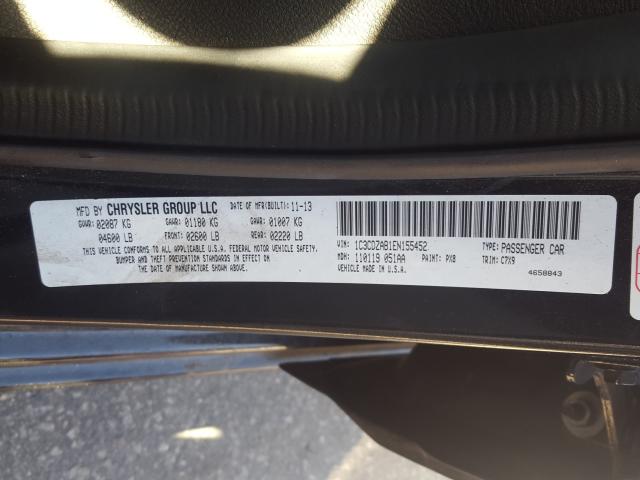 MFD BY CHRYSLER GROUP LLC DATE OF MFR(BUILT): 11-13
GVWR: 02087 KG GAWR: 01180 KG GAWR: 01007 KG
04600 LB FRONT: 02600 LB REAR: 02220 LB
THIS VEHICLE CONFORMS TO ALL APPLICABLE U.S.A. FEDERAL MOTOR VEHICLE SAFETY,
BUMPER AND THEFT PREVENTION STANDARDS IN EFFECT ON
THE DATE OF MANUFACTURE SHOWN ABOVE.
VIN: 1C3CDZAB1EN155452 TYPE: PASSENGER CAR
MDH: 110119 051AA PAINT: PX8 TRIM: C7X9
VEHICLE MADE IN U.S.A. 4658843